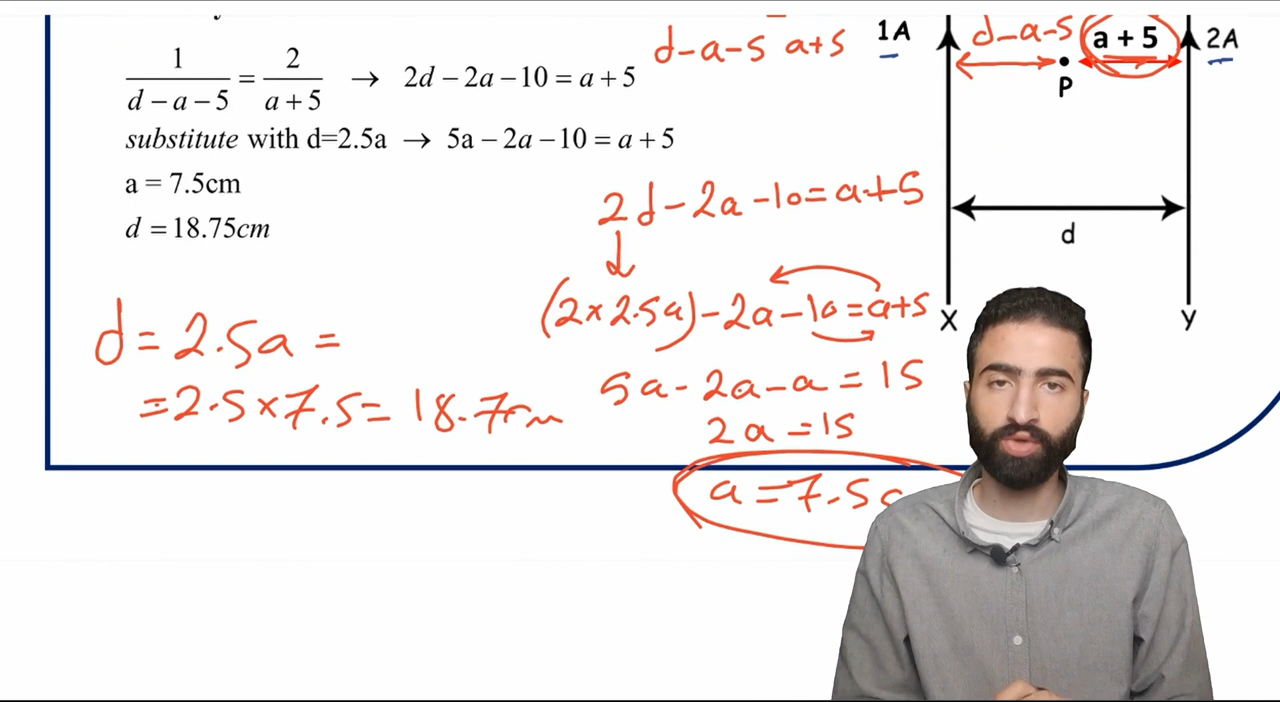 1/(d − a − 5) = 2/(a + 5) → 2d − 2a − 10 = a + 5
substitute with d=2.5a → 5a − 2a − 10 = a + 5
a = 7.5cm
d = 18.75cm
d = 2.5a =
= 2.5 × 7.5 = 18.7cm
d-a-5 a+5
2d - 2a - 10 = a+5
↓
(2 × 2.5a) - 2a - 10 = a+5
5a - 2a - a = 15
2a = 15
a = 7.5c
1A d-a-5 a + 5 2A
P
d
X y